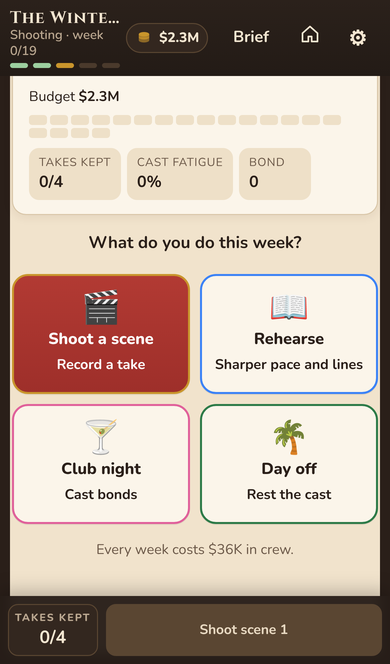 The Winte...
Shooting · week
0/19
$2.3M
Brief
Budget $2.3M
TAKES KEPT
0/4
CAST FATIGUE
0%
BOND
0
What do you do this week?
Shoot a scene
Record a take
Rehearse
Sharper pace and lines
Club night
Cast bonds
Day off
Rest the cast
Every week costs $36K in crew.
TAKES KEPT
0/4
Shoot scene 1